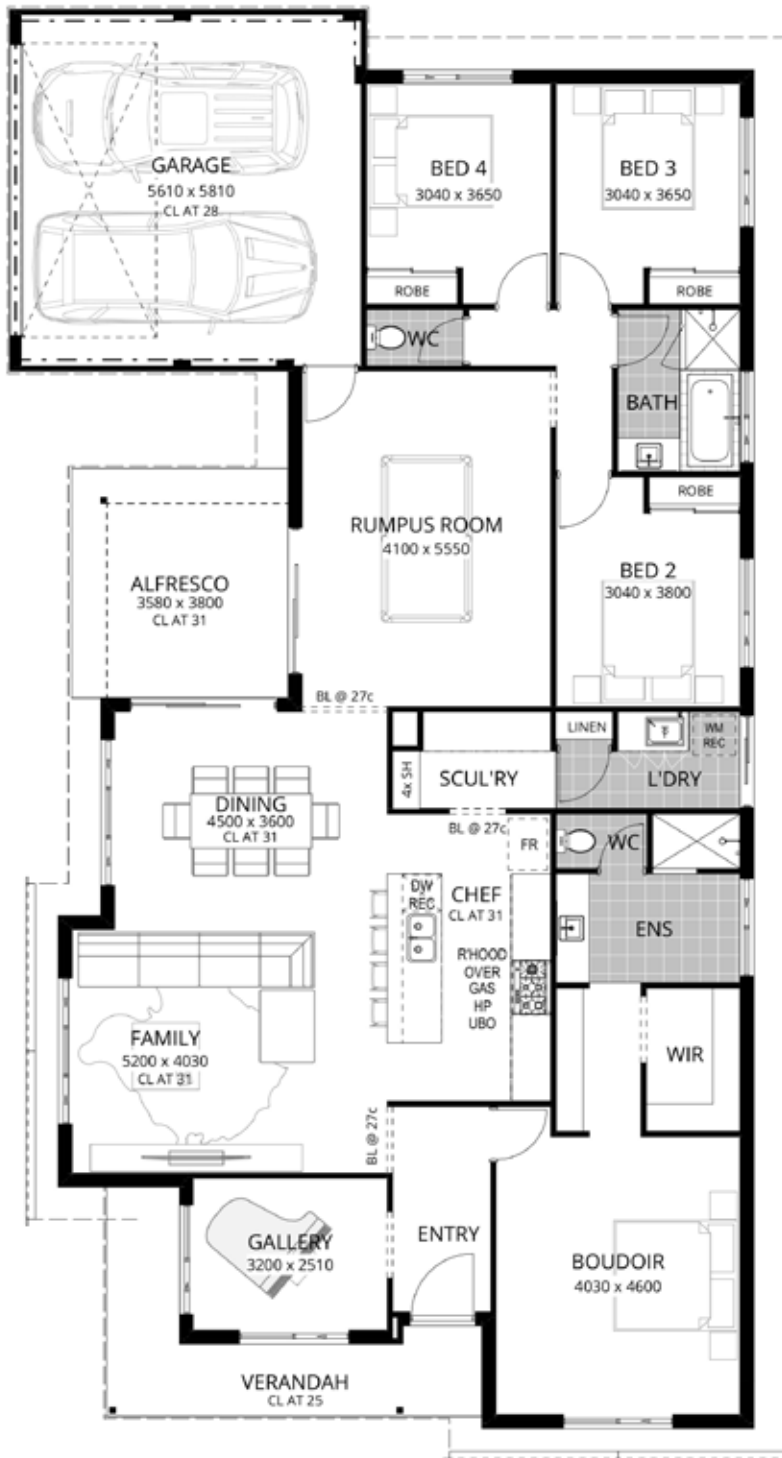 GARAGE
5610 x 5810
CL AT 28
BED 4
3040 x 3650
BED 3
3040 x 3650
ROBE
ROBE
WC
BATH
ROBE
RUMPUS ROOM
4100 x 5550
ALFRESCO
3580 x 3800
CL AT 31
BED 2
3040 x 3800
BL @ 27c
LINEN
WM
REC
4x SH
SCUL'RY
L'DRY
DINING
4500 x 3600
CL AT 31
BL @ 27c
FR
WC
DW
REC
CHEF
CL AT 31
ENS
R'HOOD
OVER
GAS
HP
UBO
FAMILY
5200 x 4030
CL AT 31
WIR
BL @ 27c
GALLERY
3200 x 2510
ENTRY
BOUDOIR
4030 x 4600
VERANDAH
CL AT 25